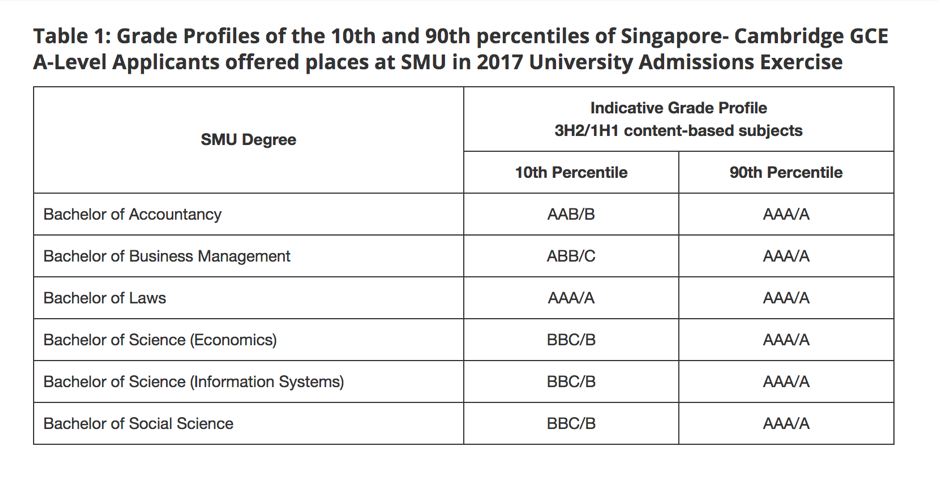 Table 1: Grade Profiles of the 10th and 90th percentiles of Singapore- Cambridge GCE
A-Level Applicants offered places at SMU in 2017 University Admissions Exercise
SMU Degree
Indicative Grade Profile
3H2/1H1 content-based subjects
10th Percentile
90th Percentile
Bachelor of Accountancy
AAB/B
AAA/A
Bachelor of Business Management
ABB/C
AAA/A
Bachelor of Laws
AAA/A
AAA/A
Bachelor of Science (Economics)
BBC/B
AAA/A
Bachelor of Science (Information Systems)
BBC/B
AAA/A
Bachelor of Social Science
BBC/B
AAA/A